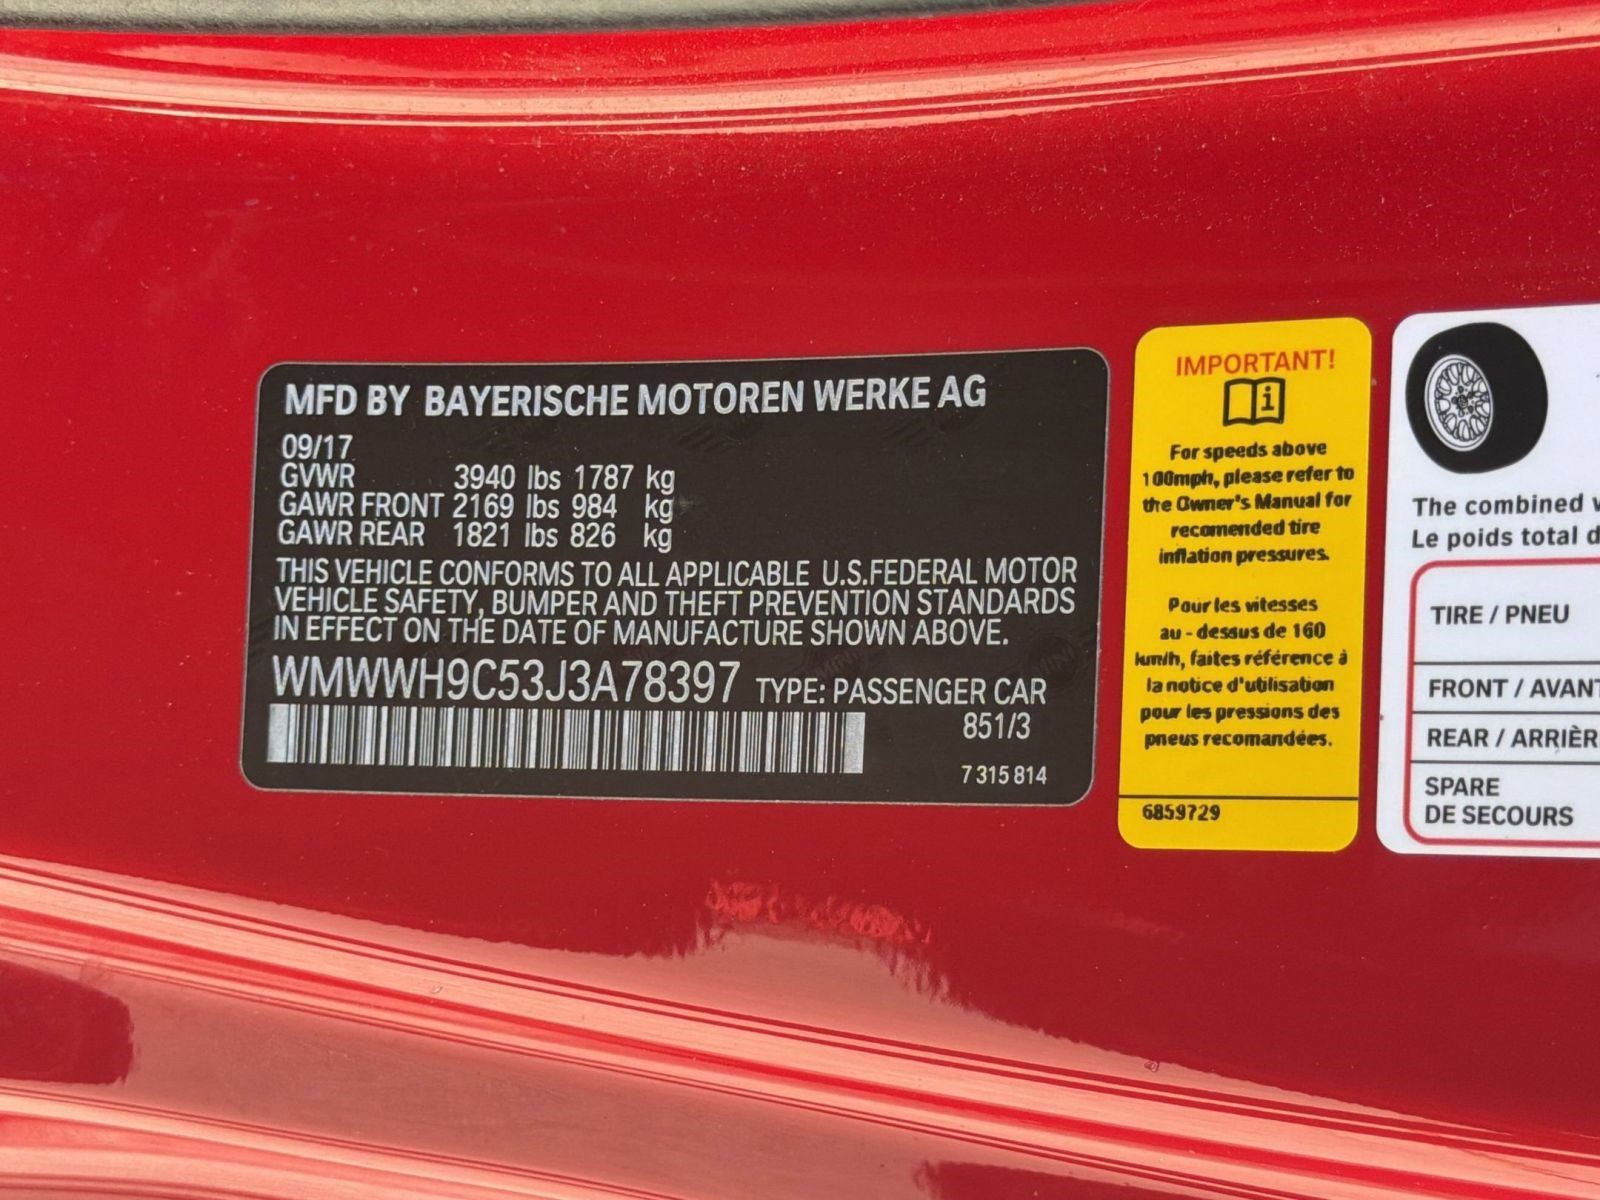 MFD BY BAYERISCHE MOTOREN WERKE AG
09/17
GVWR 3940 lbs 1787 kg
GAWR FRONT 2169 lbs 984 kg
GAWR REAR 1821 lbs 826 kg
THIS VEHICLE CONFORMS TO ALL APPLICABLE U.S.FEDERAL MOTOR
VEHICLE SAFETY, BUMPER AND THEFT PREVENTION STANDARDS
IN EFFECT ON THE DATE OF MANUFACTURE SHOWN ABOVE.
WMWWH9C53J3A78397 TYPE: PASSENGER CAR
851/3
7 315 814
IMPORTANT!
For speeds above
100mph, please refer to
the Owner's Manual for
recomended tire
inflation pressures.
Pour les vitesses
au - dessus de 160
km/h, faites référence à
la notice d'utilisation
pour les pressions des
pneus recomandées.
6859729
The combined
Le poids total
TIRE / PNEU
FRONT / AVANT
REAR / ARRIÈR
SPARE
DE SECOURS